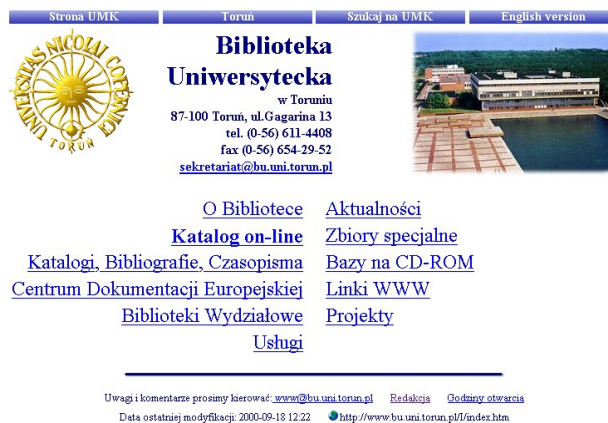 Strona UMK Toruń Szukaj na UMK English version
UNIVERSITAS NICOLAI COPERNICI
TORUŃ
Biblioteka
Uniwersytecka
w Toruniu
87-100 Toruń, ul.Gagarina 13
tel. (0-56) 611-4408
fax (0-56) 654-29-52
sekretariat@bu.uni.torun.pl
O Bibliotece Aktualności
Katalog on-line Zbiory specjalne
Katalogi, Bibliografie, Czasopisma Bazy na CD-ROM
Centrum Dokumentacji Europejskiej Linki WWW
Biblioteki Wydziałowe Projekty
Usługi
Uwagi i komentarze prosimy kierować: www@bu.uni.torun.pl Redakcja Godziny otwarcia
Data ostatniej modyfikacji: 2000-09-18 12:22 http://www.bu.uni.torun.pl/I/index.htm